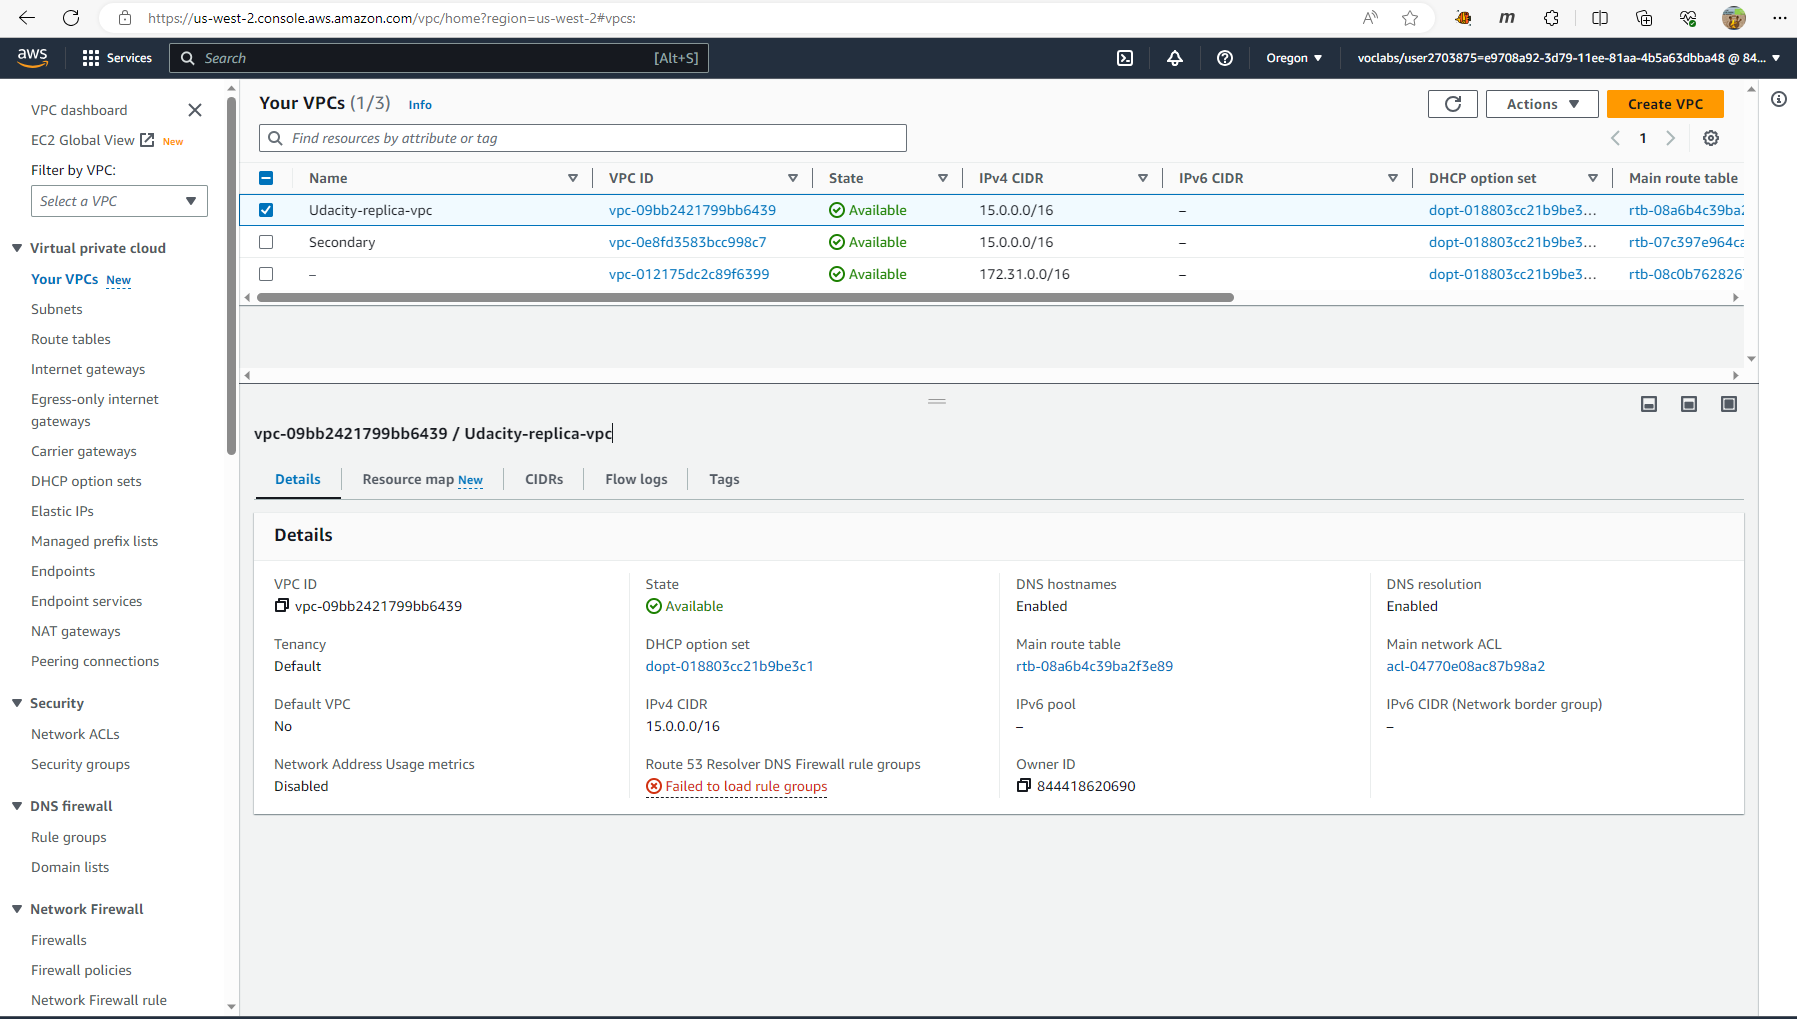 https://us-west-2.console.aws.amazon.com/vpc/home?region=us-west-2#vpcs:
aws Services Search [Alt+S] Oregon voclabs/user2703875=e9708a92-3d79-11ee-81aa-4b5a63dbba48 @ 84...
VPC dashboard
EC2 Global View New
Filter by VPC:
Select a VPC
Virtual private cloud
Your VPCs New
Subnets
Route tables
Internet gateways
Egress-only internet
gateways
Carrier gateways
DHCP option sets
Elastic IPs
Managed prefix lists
Endpoints
Endpoint services
NAT gateways
Peering connections
Security
Network ACLs
Security groups
DNS firewall
Rule groups
Domain lists
Network Firewall
Firewalls
Firewall policies
Network Firewall rule
Your VPCs (1/3) Info
Actions Create VPC
Find resources by attribute or tag
1
Name VPC ID State IPv4 CIDR IPv6 CIDR DHCP option set Main route table
Udacity-replica-vpc vpc-09bb2421799bb6439 Available 15.0.0.0/16 – dopt-018803cc21b9be3... rtb-08a6b4c39ba2
Secondary vpc-0e8fd3583bcc998c7 Available 15.0.0.0/16 – dopt-018803cc21b9be3... rtb-07c397e964ca
– vpc-012175dc2c89f6399 Available 172.31.0.0/16 – dopt-018803cc21b9be3... rtb-08c0b7628267
vpc-09bb2421799bb6439 / Udacity-replica-vpc
Details Resource map New CIDRs Flow logs Tags
Details
VPC ID
vpc-09bb2421799bb6439
State
Available
DNS hostnames
Enabled
DNS resolution
Enabled
Tenancy
Default
DHCP option set
dopt-018803cc21b9be3c1
Main route table
rtb-08a6b4c39ba2f3e89
Main network ACL
acl-04770e08ac87b98a2
Default VPC
No
IPv4 CIDR
15.0.0.0/16
IPv6 pool
–
IPv6 CIDR (Network border group)
–
Network Address Usage metrics
Disabled
Route 53 Resolver DNS Firewall rule groups
Failed to load rule groups
Owner ID
844418620690